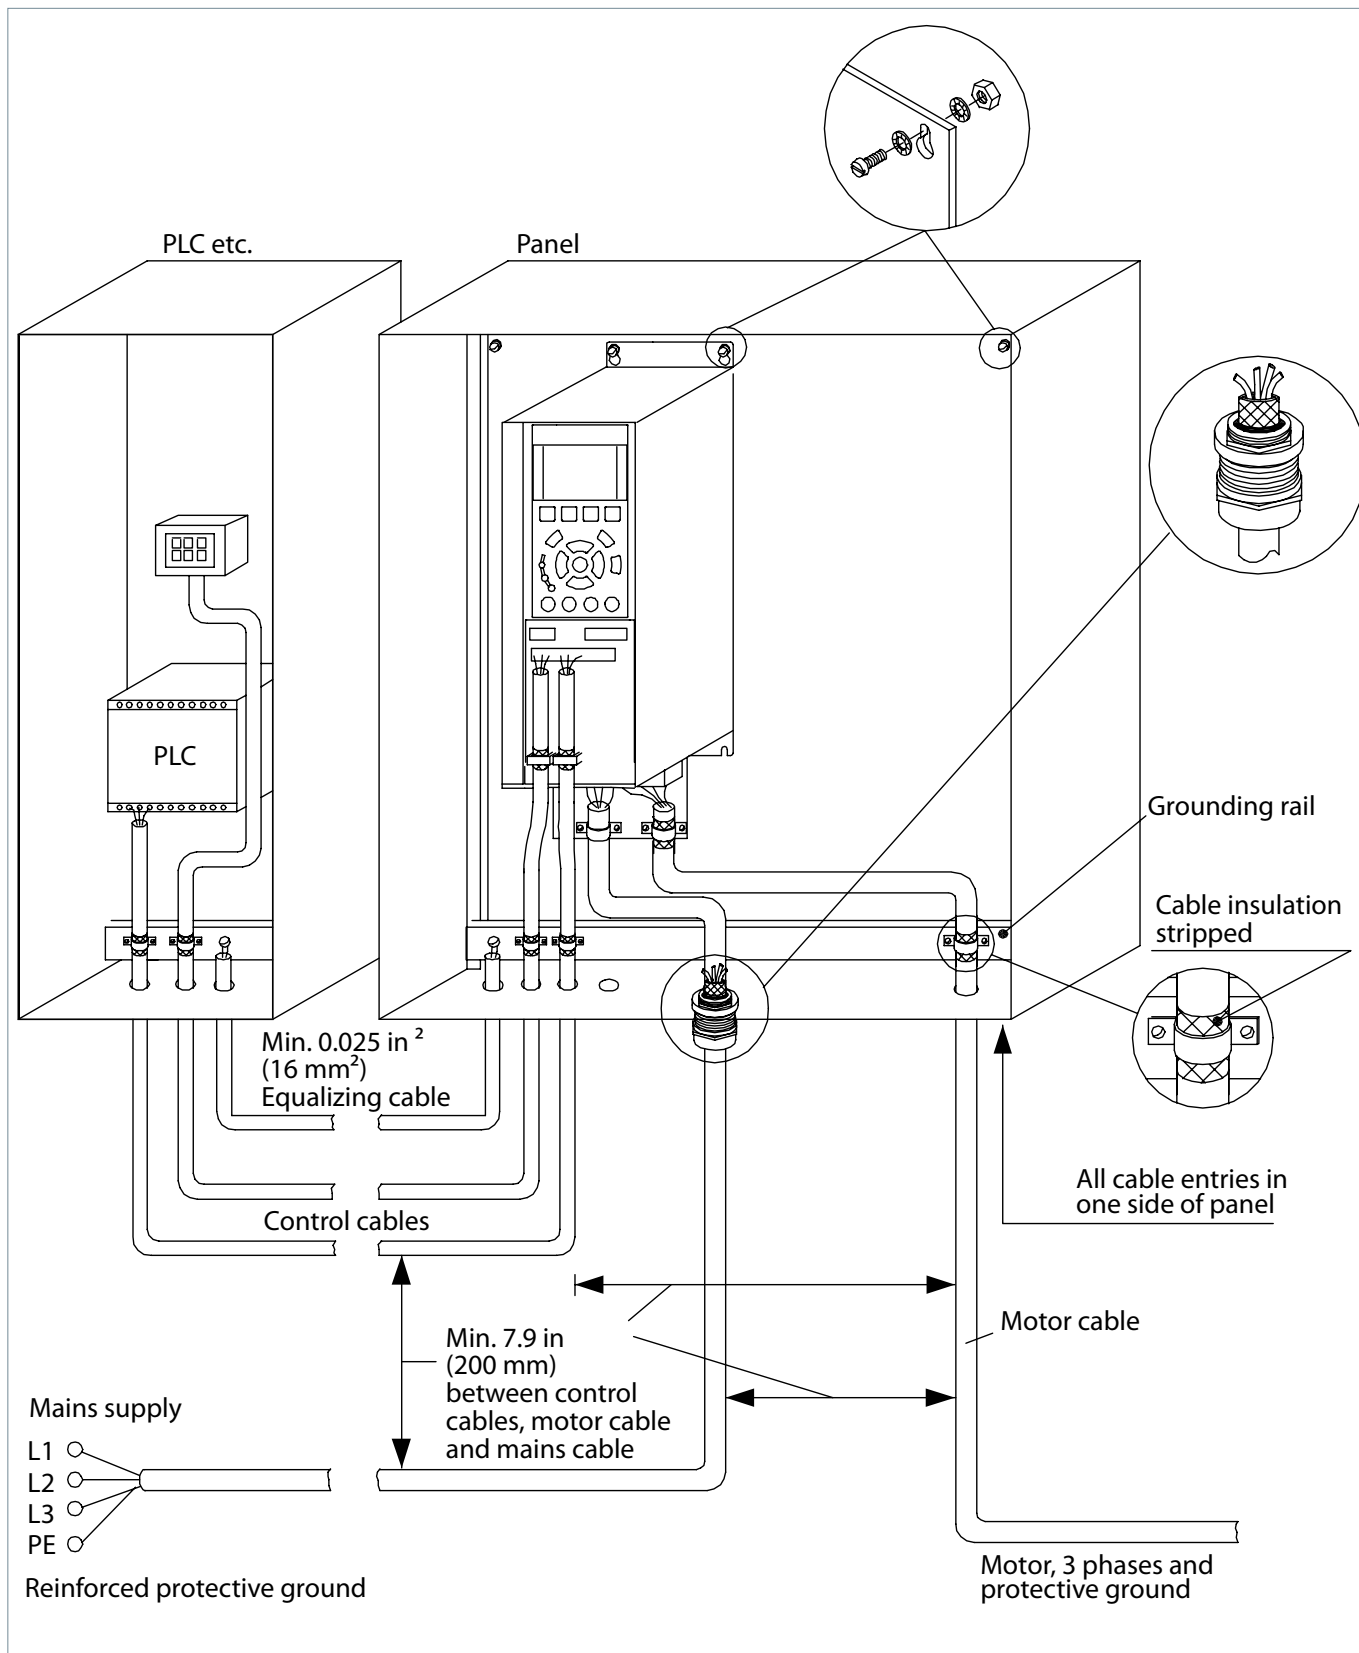 PLC etc.
Panel
PLC
Grounding rail
Cable insulation
stripped
Min. 0.025 in ²
(16 mm²)
Equalizing cable
All cable entries in
one side of panel
Control cables
Min. 7.9 in
(200 mm)
between control
cables, motor cable
and mains cable
Motor cable
Mains supply
L1
L2
L3
PE
Reinforced protective ground
Motor, 3 phases and
protective ground